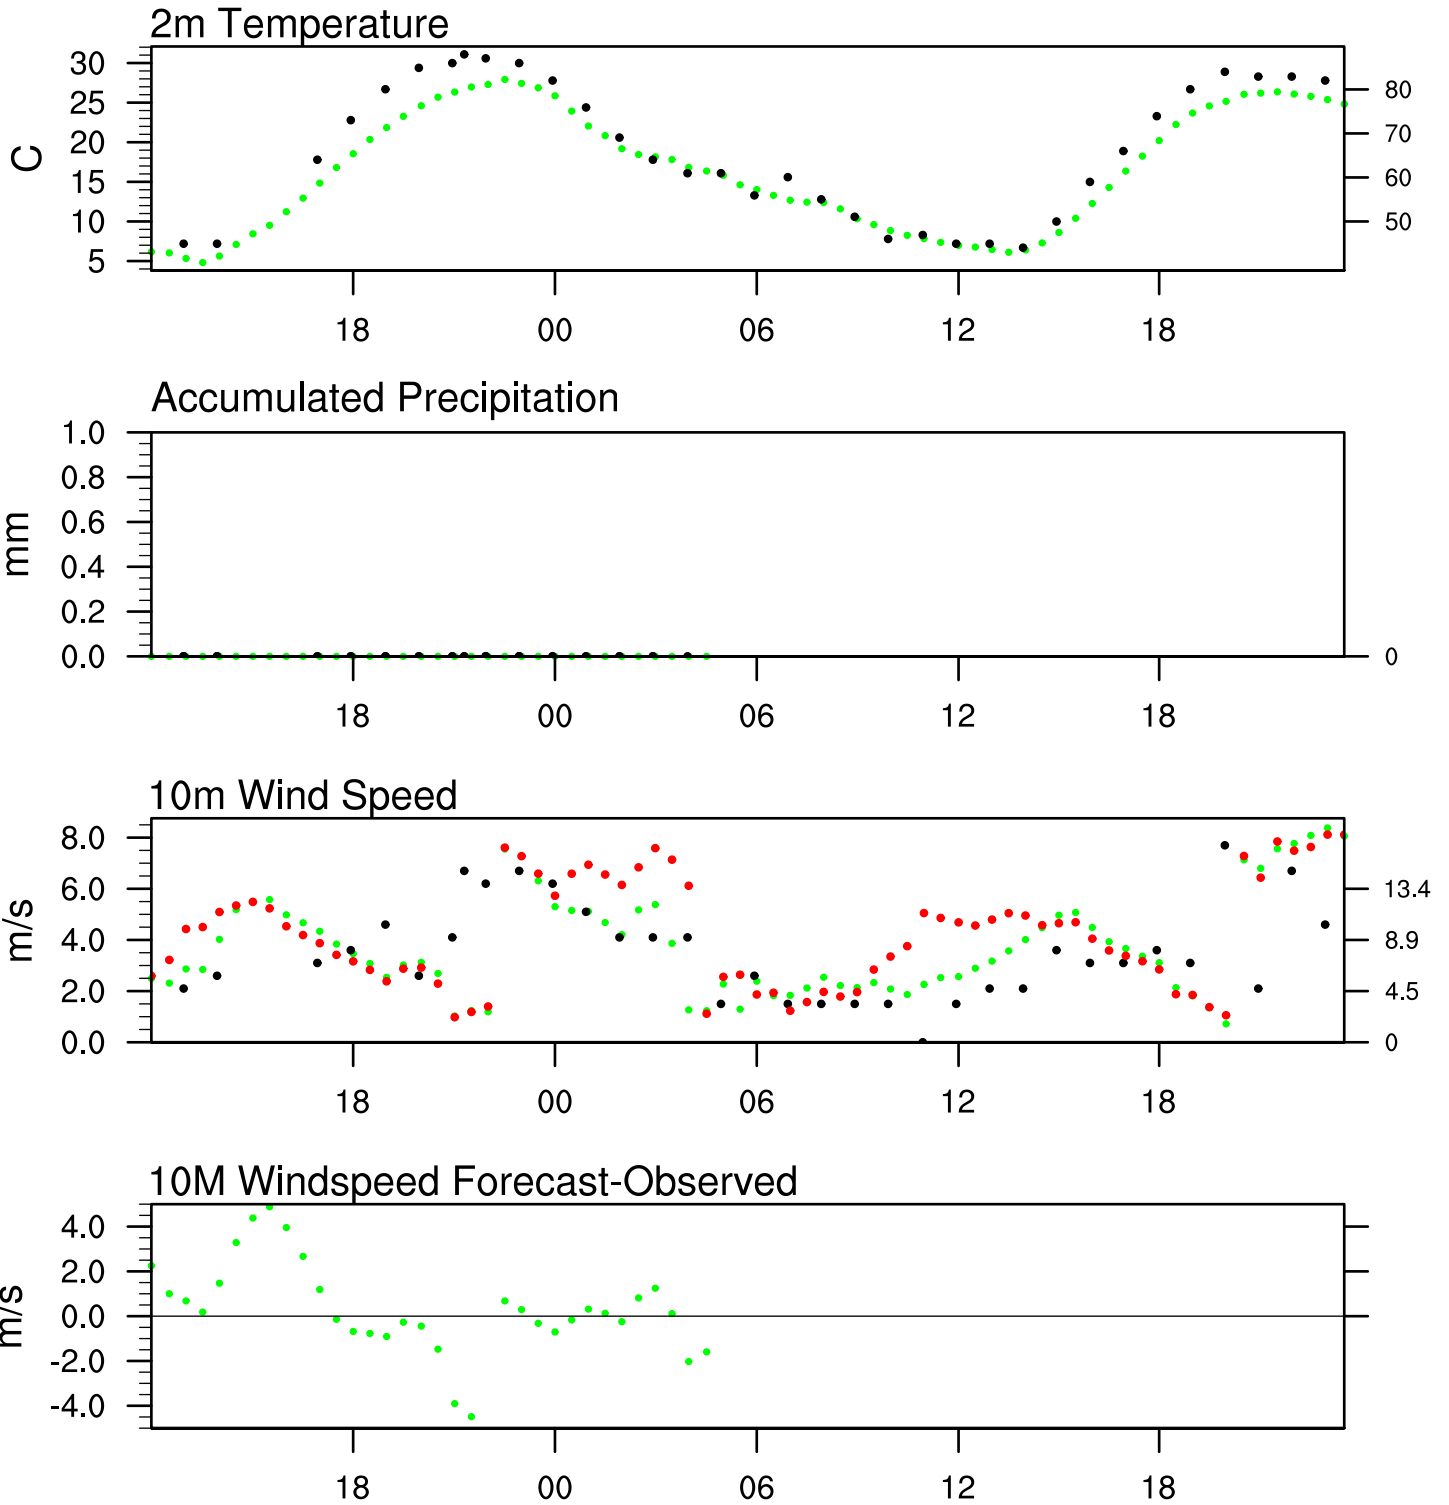 2m Temperature
30
25
20
15
10
5
C
80
70
60
50
18 00 06 12 18
Accumulated Precipitation
1.0
0.8
0.6
0.4
0.2
0.0
mm
0
18 00 06 12 18
10m Wind Speed
8.0
6.0
4.0
2.0
0.0
m/s
13.4
8.9
4.5
0
18 00 06 12 18
10M Windspeed Forecast-Observed
4.0
2.0
0.0
-2.0
-4.0
m/s
18 00 06 12 18